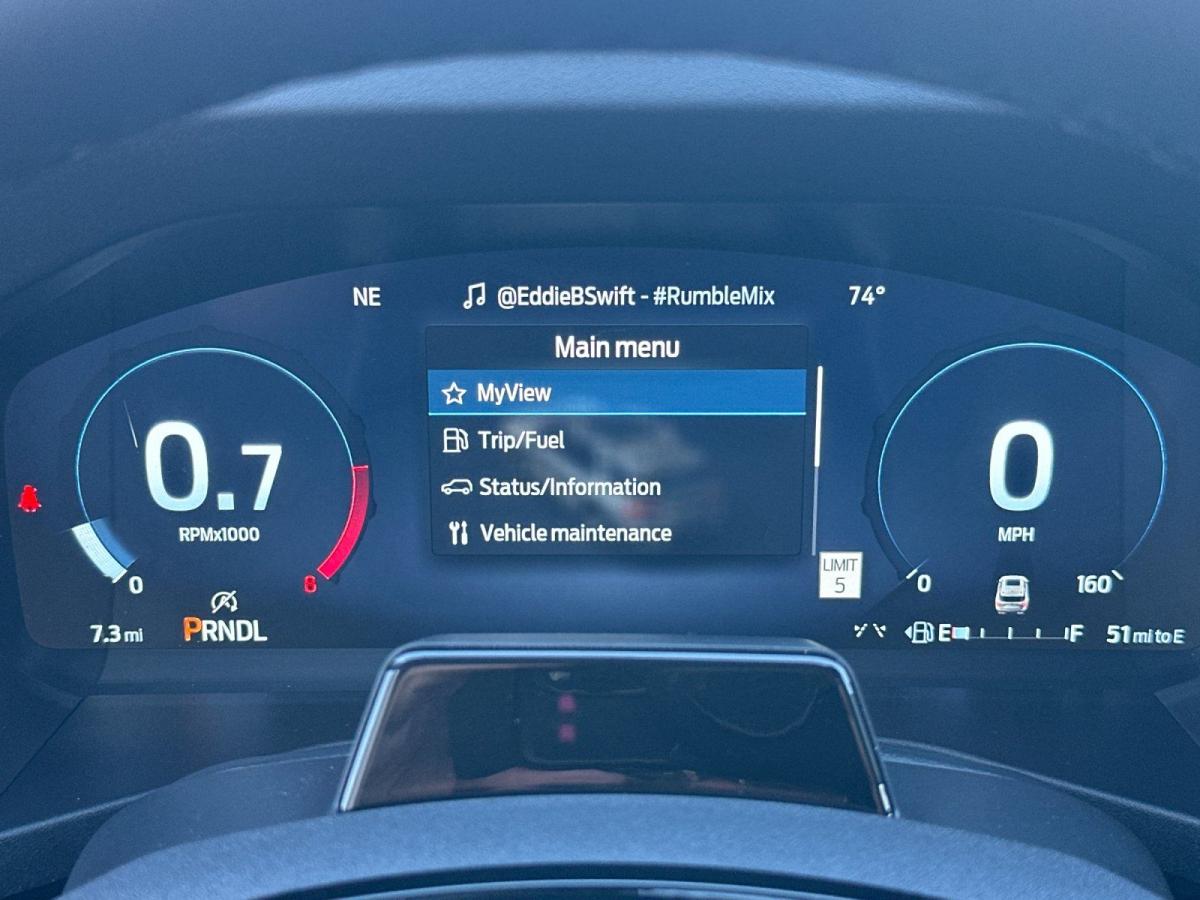 NE
@EddieBSwift - #RumbleMix
74°
Main menu
MyView
Trip/Fuel
Status/Information
Vehicle maintenance
0.7
RPMx1000
0
8
7.3 mi
PRNDL
LIMIT
5
0
MPH
0
160
E
F
51 mi to E